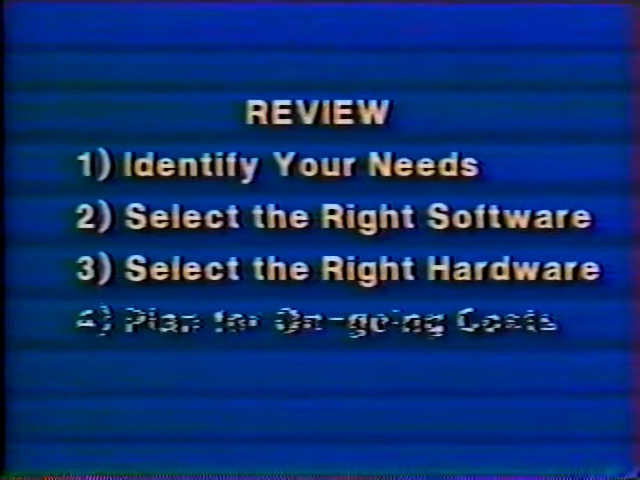 REVIEW
1) Identify Your Needs
2) Select the Right Software
3) Select the Right Hardware
4) Plan for On-going Costs